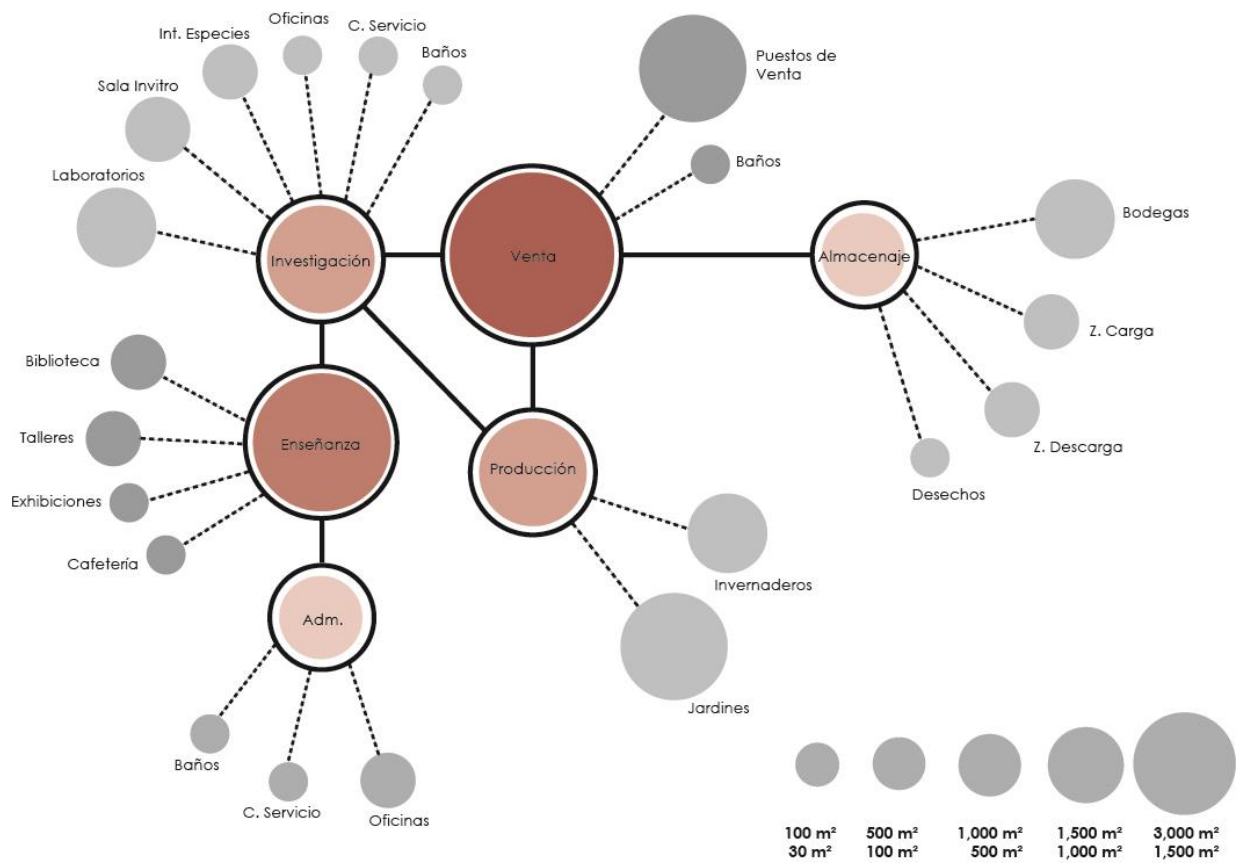 Oficinas
C. Servicio
Int. Especies
Baños
Puestos de
Venta
Sala Invitro
Baños
Laboratorios
Bodegas
Investigación
Venta
Almacenaje
Z. Carga
Biblioteca
Talleres
Enseñanza
Z. Descarga
Producción
Desechos
Exhibiciones
Cafetería
Invernaderos
Adm.
Jardines
Baños
C. Servicio
Oficinas
100 m² 500 m² 1,000 m² 1,500 m² 3,000 m²
30 m² 100 m² 500 m² 1,000 m² 1,500 m²